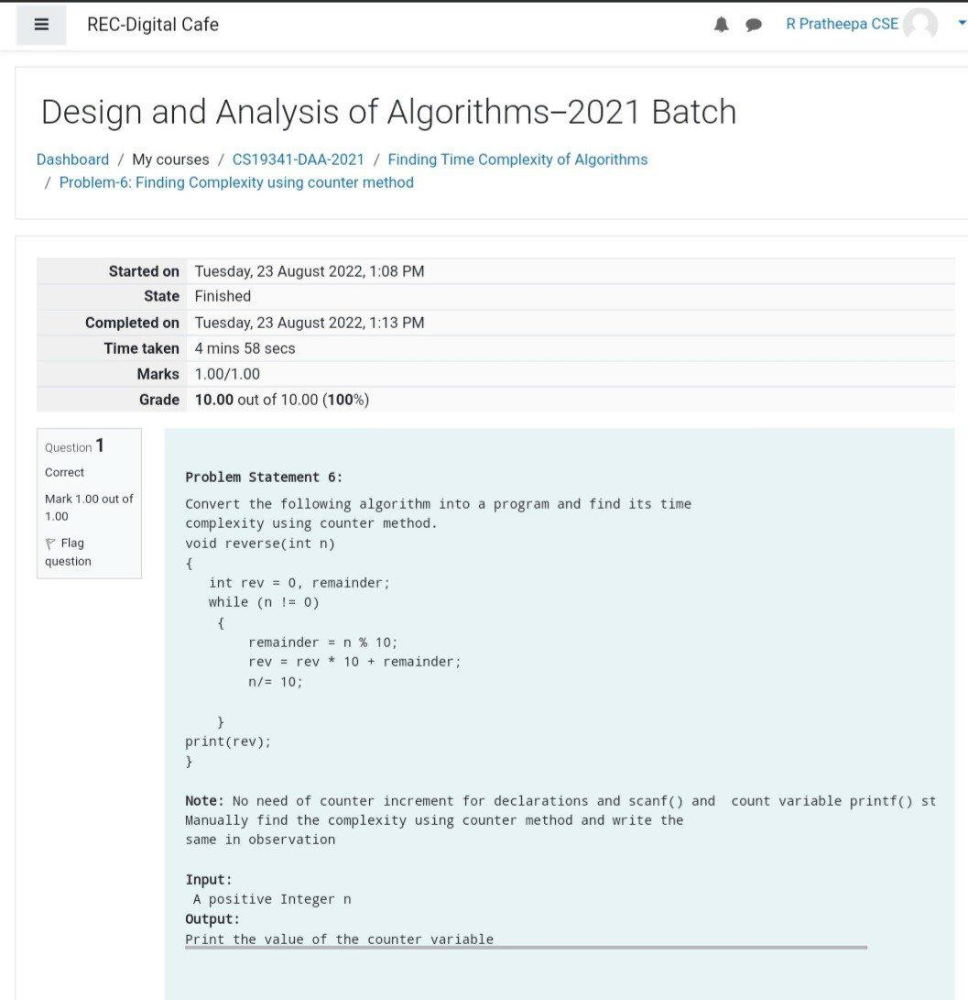 REC-Digital Cafe
R Pratheepa CSE
Design and Analysis of Algorithms–2021 Batch
Dashboard / My courses / CS19341-DAA-2021 / Finding Time Complexity of Algorithms
/ Problem-6: Finding Complexity using counter method
Started on Tuesday, 23 August 2022, 1:08 PM
State Finished
Completed on Tuesday, 23 August 2022, 1:13 PM
Time taken 4 mins 58 secs
Marks 1.00/1.00
Grade 10.00 out of 10.00 (100%)
Question 1
Correct
Mark 1.00 out of
1.00
Flag
question
Problem Statement 6:
Convert the following algorithm into a program and find its time
complexity using counter method.
void reverse(int n)
{
   int rev = 0, remainder;
   while (n != 0)
    {
        remainder = n % 10;
        rev = rev * 10 + remainder;
        n/= 10;
    }
print(rev);
}
Note: No need of counter increment for declarations and scanf() and  count variable printf() st
Manually find the complexity using counter method and write the
same in observation
Input:
 A positive Integer n
Output:
Print the value of the counter variable